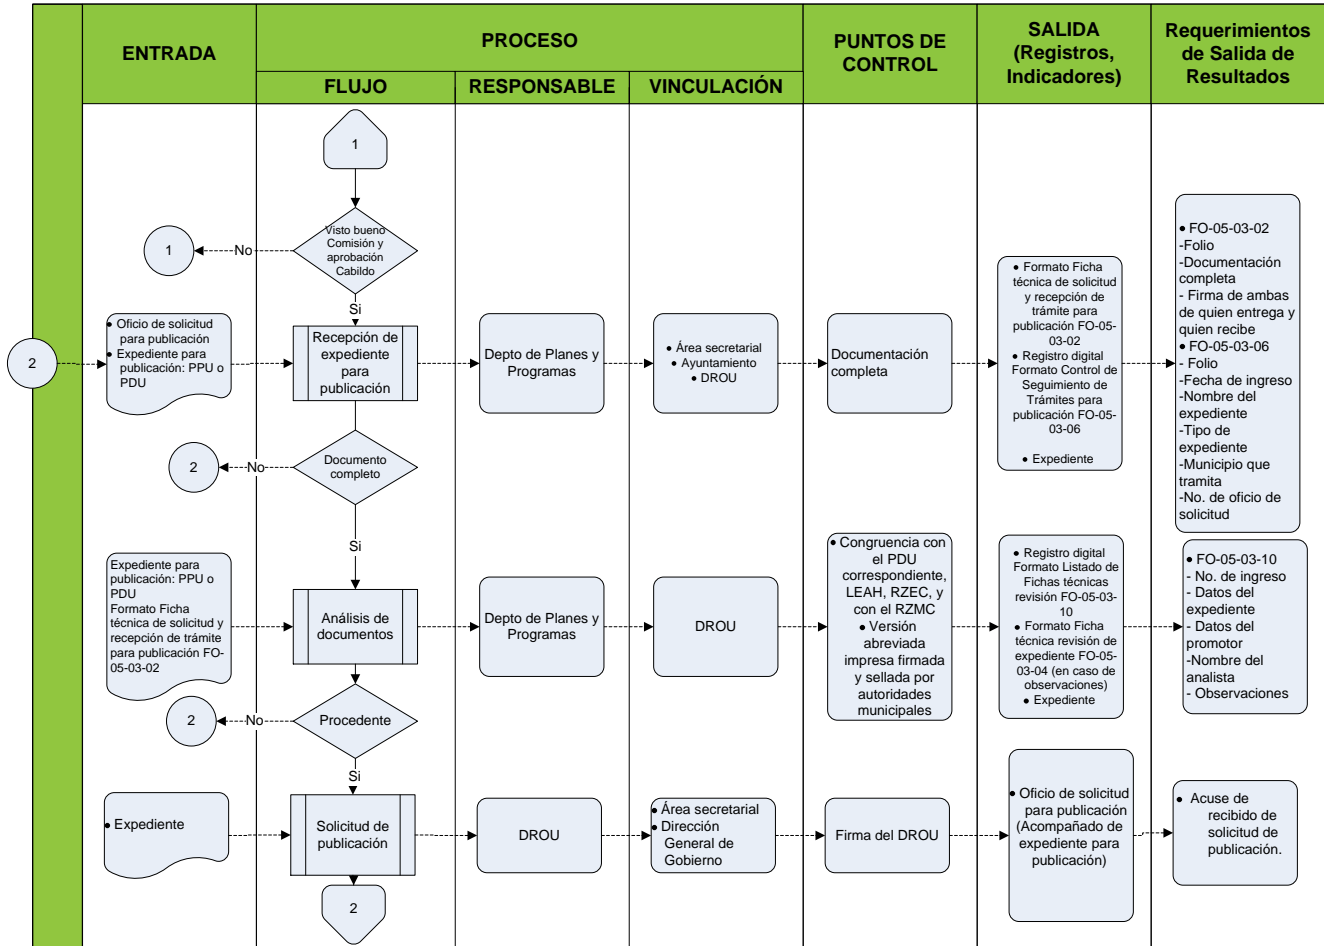 ENTRADA
PROCESO
PUNTOS DE
CONTROL
SALIDA
(Registros,
Indicadores)
Requerimientos
de Salida de
Resultados
FLUJO
RESPONSABLE
VINCULACIÓN
1
Visto bueno
Comisión y
aprobación
Cabildo
No
1
Si
2
• Oficio de solicitud
para publicación
• Expediente para
publicación: PPU o
PDU
Recepción de
expediente
para
publicación
Depto de Planes y
Programas
• Área secretarial
• Ayuntamiento
• DROU
Documentación
completa
• Formato Ficha
técnica de solicitud
y recepción de
trámite para
publicación FO-05-
03-02
• Registro digital
Formato Control de
Seguimiento de
Trámites para
publicación FO-05-
03-06
• Expediente
• FO-05-03-02
-Folio
-Documentación
completa
- Firma de ambas
de quien entrega y
quien recibe
• FO-05-03-06
- Folio
-Fecha de ingreso
-Nombre del
expediente
-Tipo de
expediente
-Municipio que
tramita
-No. de oficio de
solicitud
Documento
completo
No
2
Si
Expediente para
publicación: PPU o
PDU
Formato Ficha
técnica de solicitud y
recepción de trámite
para publicación FO-
05-03-02
Análisis de
documentos
Depto de Planes y
Programas
DROU
• Congruencia con
el PDU
correspondiente,
LEAH, RZEC, y
con el RZMC
• Versión
abreviada
impresa firmada
y sellada por
autoridades
municipales
• Registro digital
Formato Listado de
Fichas técnicas
revisión FO-05-03-
10
• Formato Ficha
técnica revisión de
expediente FO-05-
03-04 (en caso de
observaciones)
• Expediente
• FO-05-03-10
- No. de ingreso
- Datos del
expediente
- Datos del
promotor
-Nombre del
analista
- Observaciones
Procedente
No
2
Si
• Expediente
Solicitud de
publicación
DROU
• Área secretarial
• Dirección
General de
Gobierno
Firma del DROU
• Oficio de solicitud
para publicación
(Acompañado de
expediente para
publicación)
• Acuse de
recibido de
solicitud de
publicación.
2